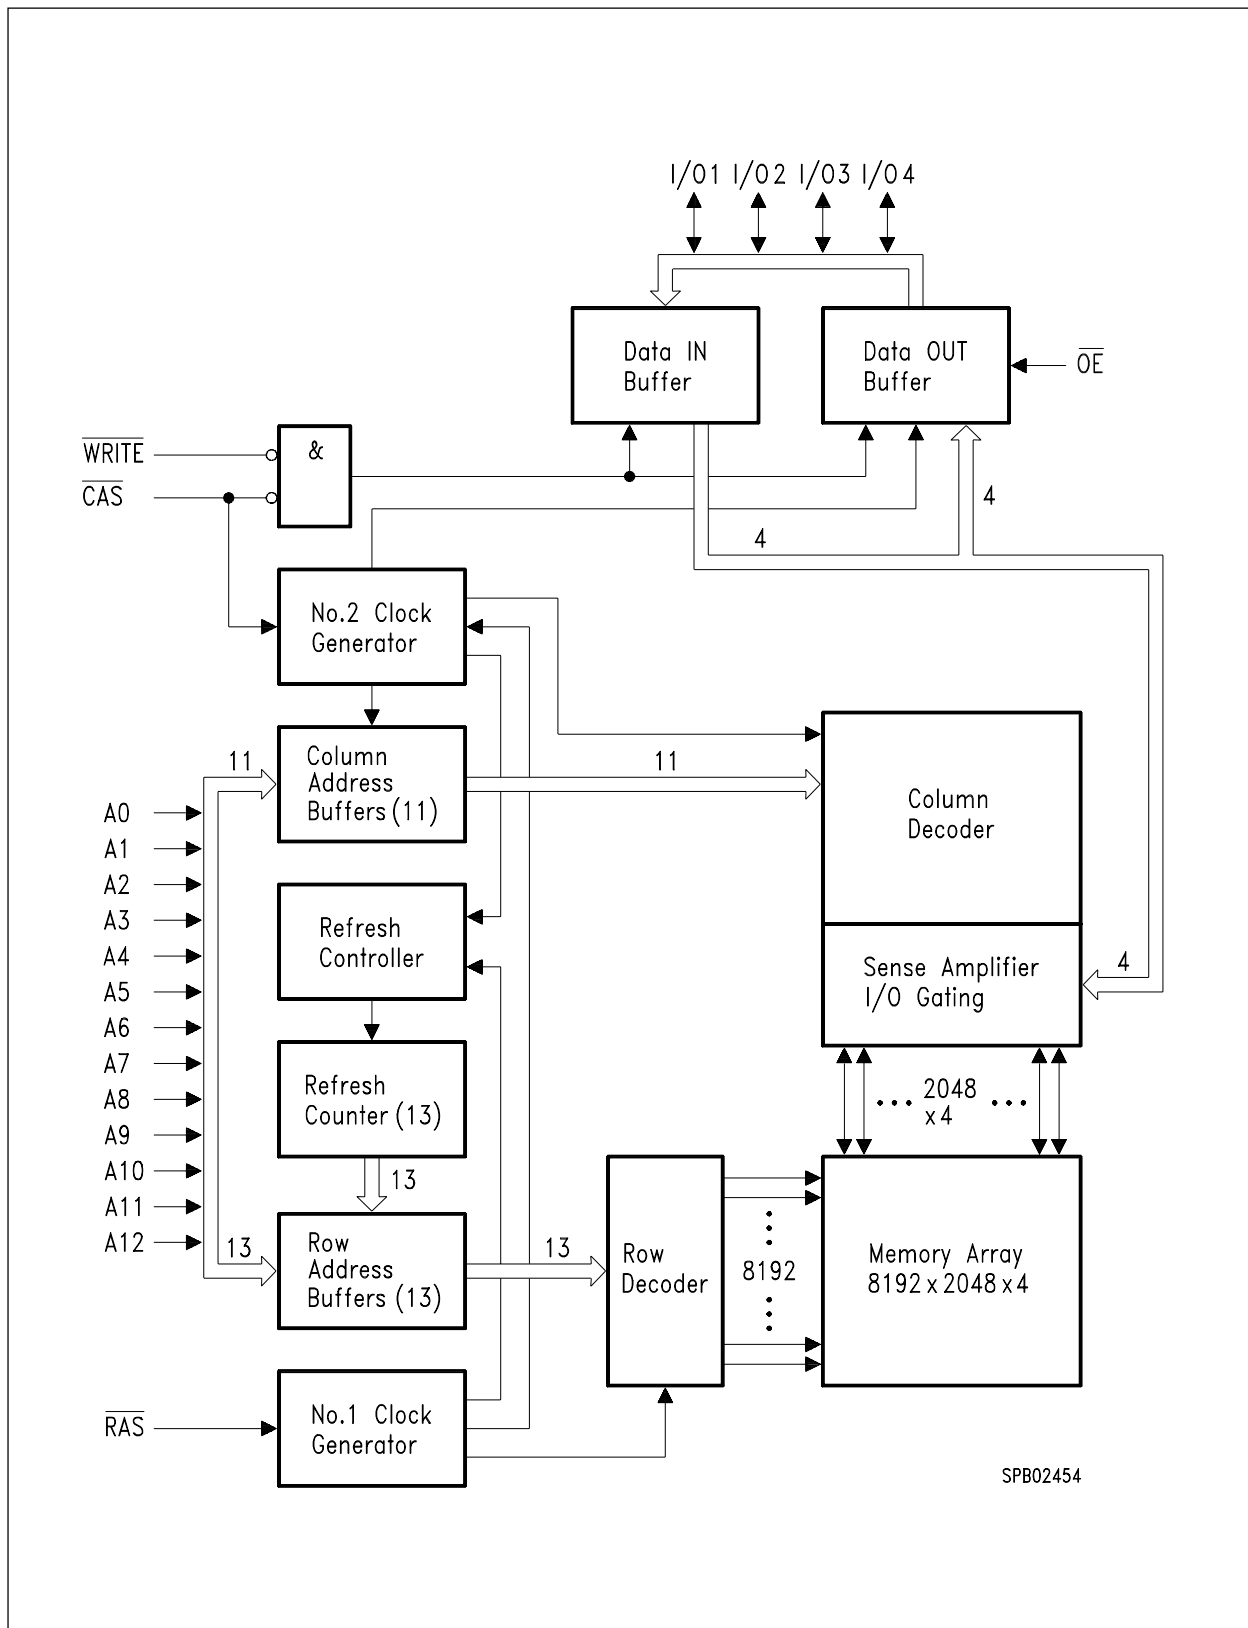 I/O1 I/O2 I/O3 I/O4
Data IN
Buffer
Data OUT
Buffer
OE
WRITE
CAS
&
4
4
No.2 Clock
Generator
11
Column
Address
Buffers (11)
11
Column
Decoder
A0
A1
A2
A3
A4
A5
A6
A7
A8
A9
A10
A11
A12
Refresh
Controller
Sense Amplifier
I/O Gating
4
Refresh
Counter (13)
••• 2048 •••
x 4
13
13
Row
Address
Buffers (13)
13
Row
Decoder
8192
Memory Array
8192 x 2048 x 4
RAS
No.1 Clock
Generator
SPB02454